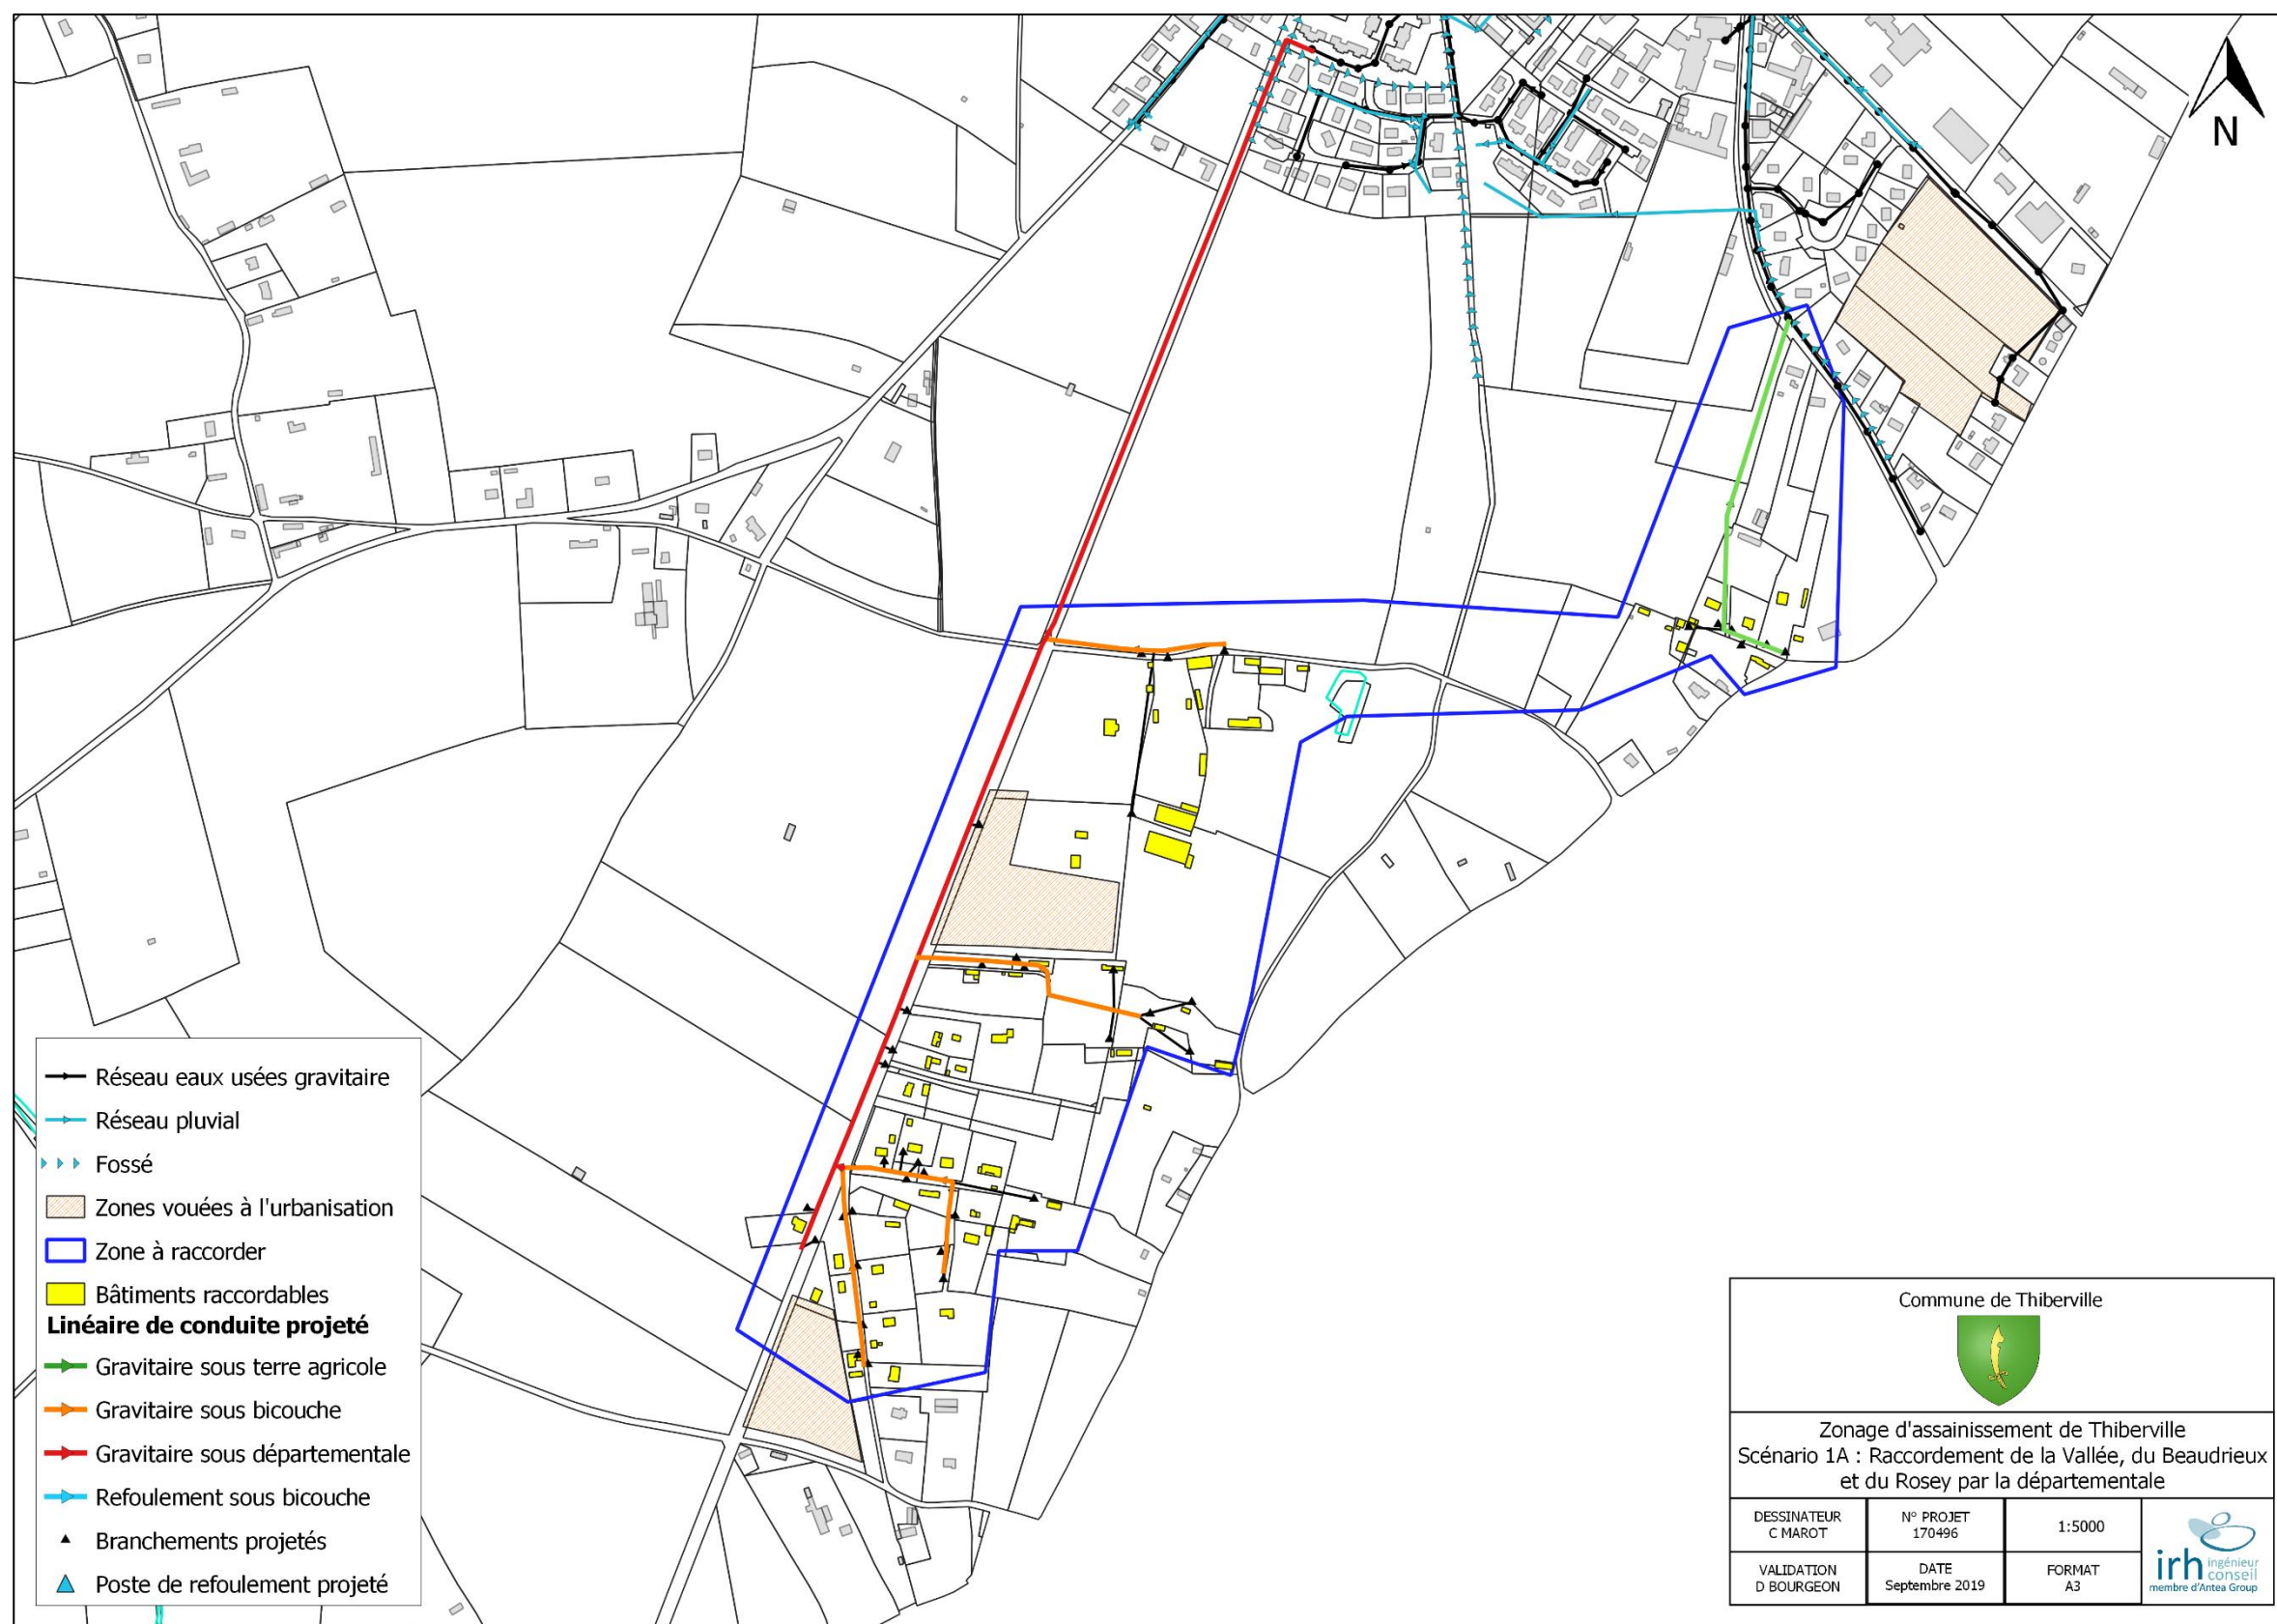 N
Réseau eaux usées gravitaire
Réseau pluvial
Fossé
Zones vouées à l'urbanisation
Zone à raccorder
Bâtiments raccordables
Linéaire de conduite projeté
Gravitaire sous terre agricole
Gravitaire sous bicouche
Gravitaire sous départementale
Refoulement sous bicouche
Branchements projetés
Poste de refoulement projeté
Commune de Thiberville
Zonage d'assainissement de Thiberville
Scénario 1A : Raccordement de la Vallée, du Beaudrieux
et du Rosey par la départementale
DESSINATEUR
C MAROT
N° PROJET
170496
1:5000
VALIDATION
D BOURGEON
DATE
Septembre 2019
FORMAT
A3
irh ingénieur
conseil
membre d'Antea Group